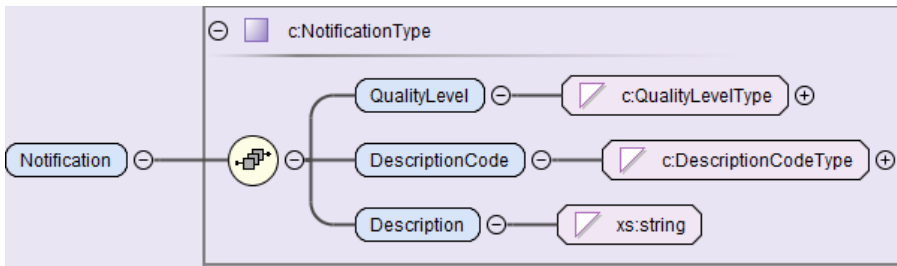 c:NotificationType
QualityLevel c:QualityLevelType
Notification DescriptionCode c:DescriptionCodeType
Description xs:string